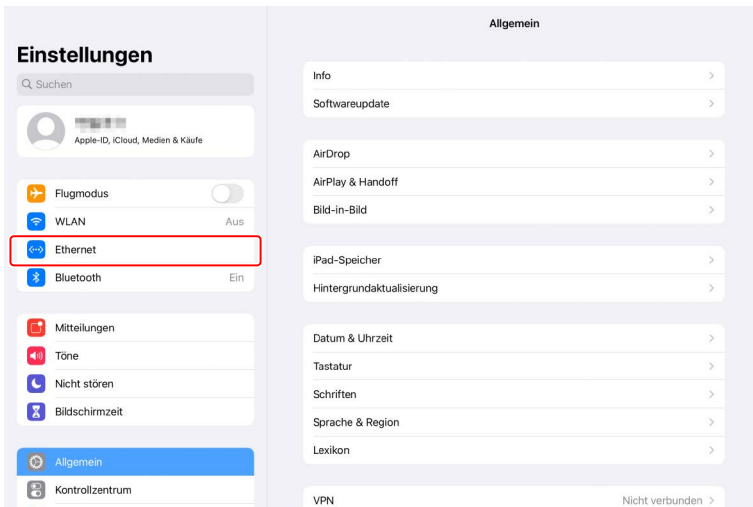 Einstellungen
Suchen
Apple-ID, iCloud, Medien & Käufe
Flugmodus
WLAN Aus
Ethernet
Bluetooth Ein
Mitteilungen
Töne
Nicht stören
Bildschirmzeit
Allgemein
Kontrollzentrum
Allgemein
Info
Softwareupdate
AirDrop
AirPlay & Handoff
Bild-in-Bild
iPad-Speicher
Hintergrundaktualisierung
Datum & Uhrzeit
Tastatur
Schriften
Sprache & Region
Lexikon
VPN Nicht verbunden